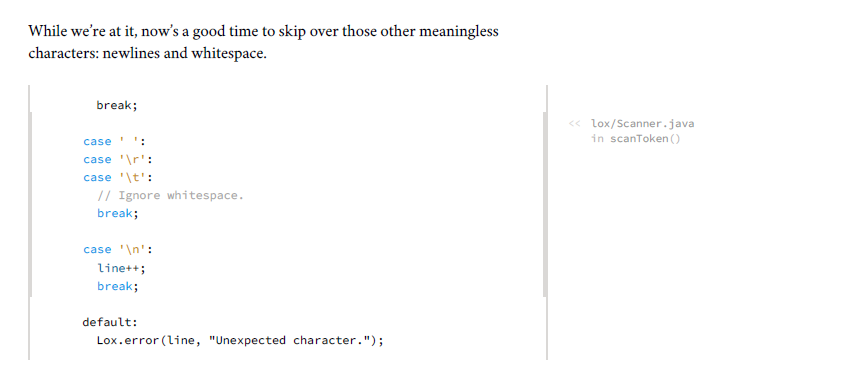 While we’re at it, now’s a good time to skip over those other meaningless
characters: newlines and whitespace.
break;
<< lox/Scanner.java
in scanToken()
case ' ':
case '\r':
case '\t':
// Ignore whitespace.
break;
case '\n':
line++;
break;
default:
Lox.error(line, "Unexpected character.");